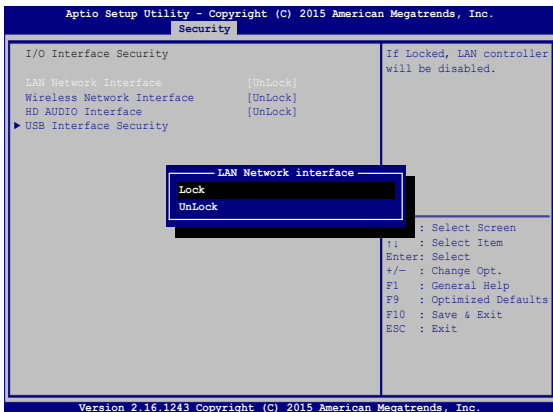 Aptio Setup Utility - Copyright (C) 2015 American Megatrends, Inc.
Security
I/O Interface Security
LAN Network Interface [UnLock]
Wireless Network Interface [UnLock]
HD AUDIO Interface [UnLock]
USB Interface Security
If Locked, LAN controller
will be disabled.
LAN Network interface
Lock
UnLock
: Select Screen
↑↓ : Select Item
Enter: Select
+/— : Change Opt.
F1 : General Help
F9 : Optimized Defaults
F10 : Save & Exit
ESC : Exit
Version 2.16.1243 Copyright (C) 2015 American Megatrends, Inc.